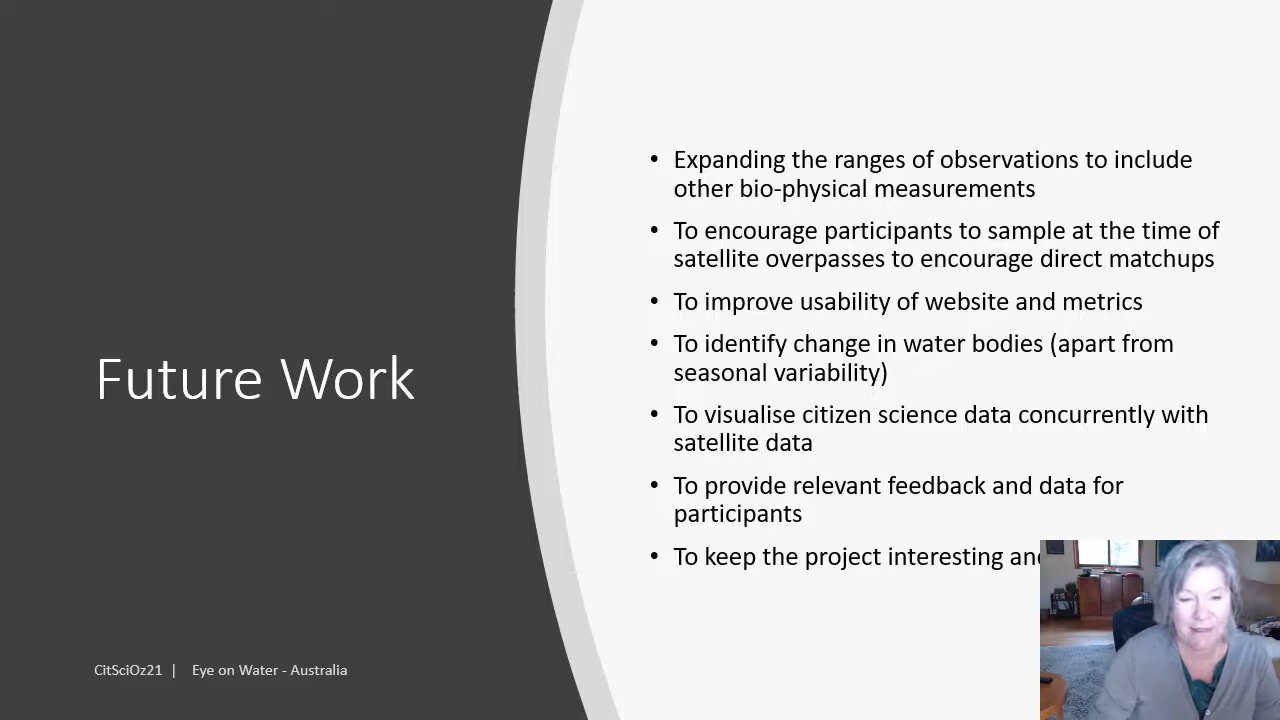 Future Work
• Expanding the ranges of observations to include
other bio-physical measurements
• To encourage participants to sample at the time of
satellite overpasses to encourage direct matchups
• To improve usability of website and metrics
• To identify change in water bodies (apart from
seasonal variability)
• To visualise citizen science data concurrently with
satellite data
• To provide relevant feedback and data for
participants
• To keep the project interesting
CitSciOz21 | Eye on Water - Australia